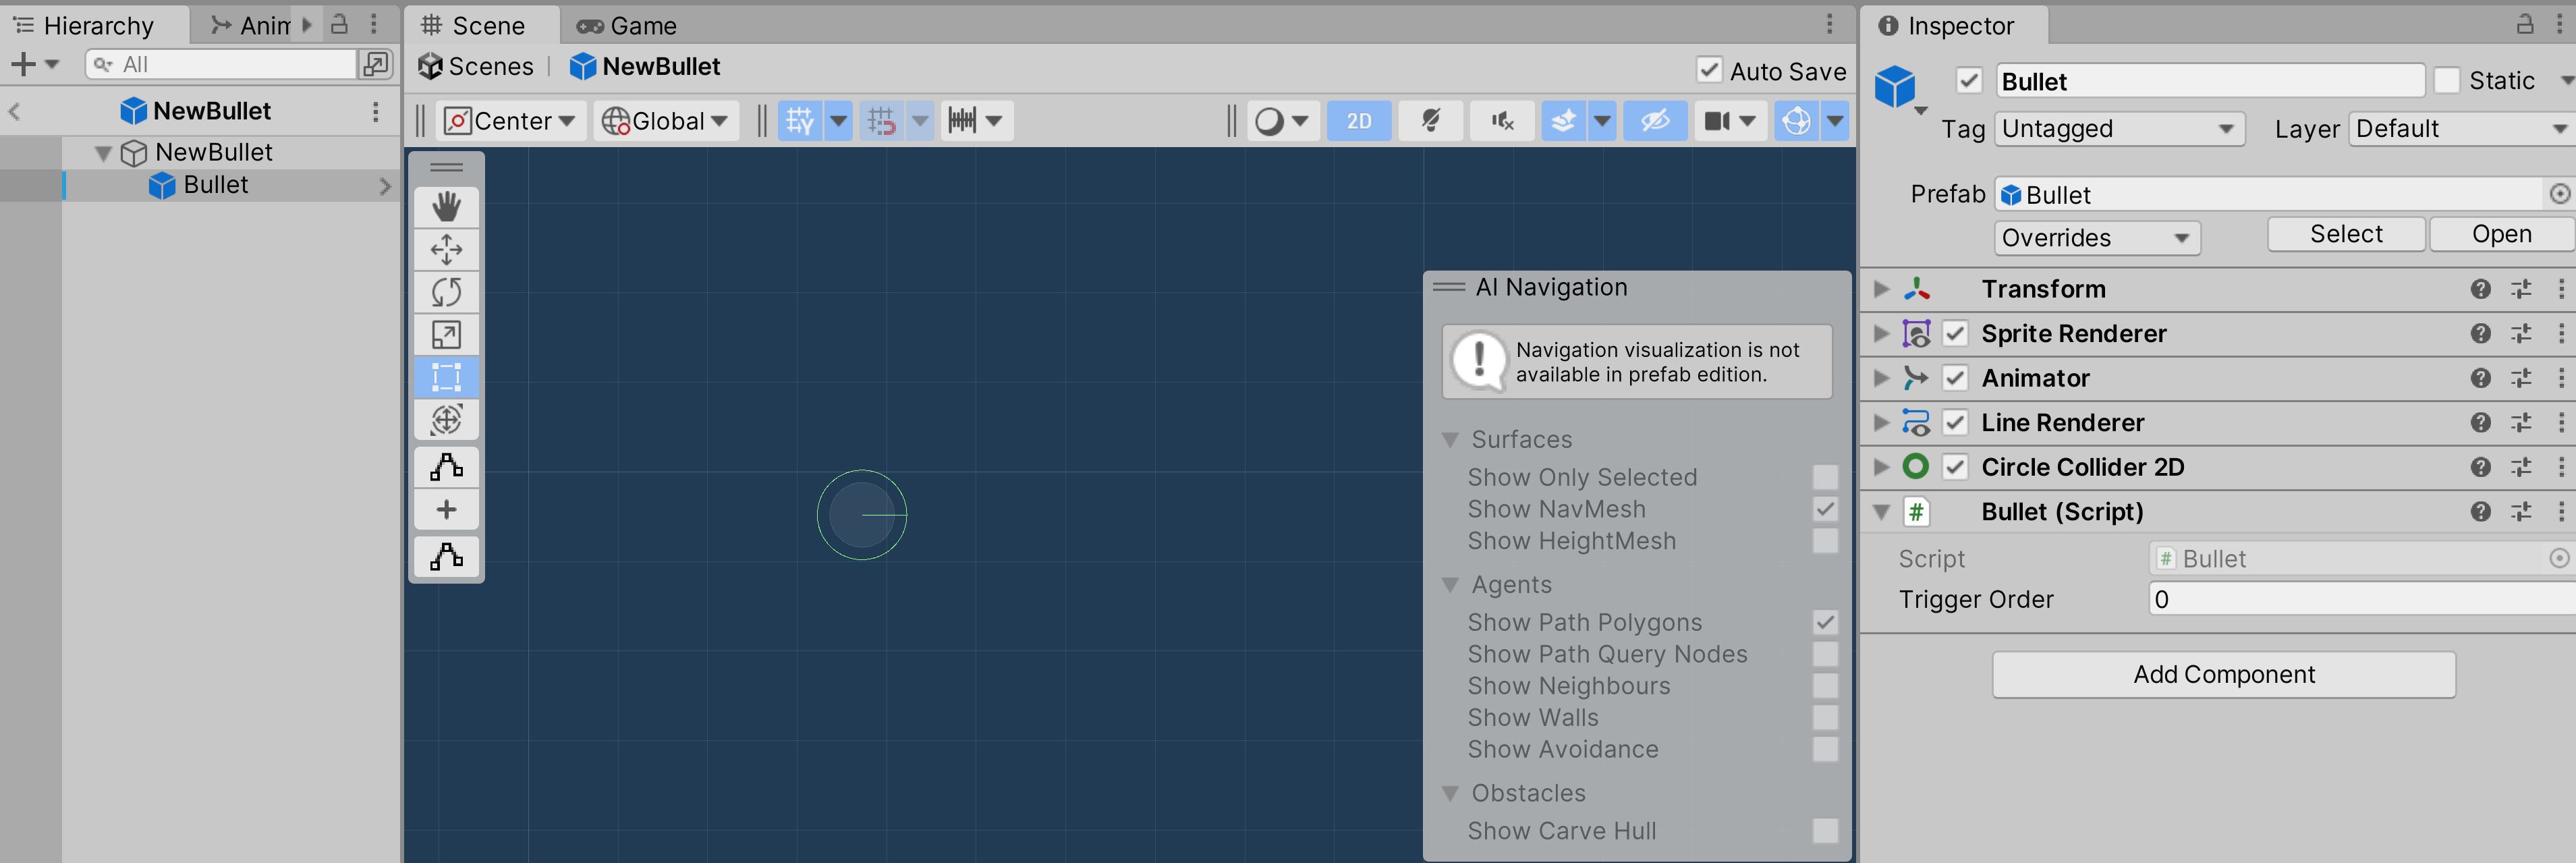 Hierarchy
Anim
All
NewBullet
NewBullet
Bullet
Scene
Game
Scenes | NewBullet
Auto Save
Center
Global
2D
AI Navigation
Navigation visualization is not
available in prefab edition.
Surfaces
Show Only Selected
Show NavMesh
Show HeightMesh
Agents
Show Path Polygons
Show Path Query Nodes
Show Neighbours
Show Walls
Show Avoidance
Obstacles
Show Carve Hull
Inspector
Bullet
Static
Tag Untagged
Layer Default
Prefab Bullet
Overrides
Select
Open
Transform
Sprite Renderer
Animator
Line Renderer
Circle Collider 2D
# Bullet (Script)
Script # Bullet
Trigger Order 0
Add Component